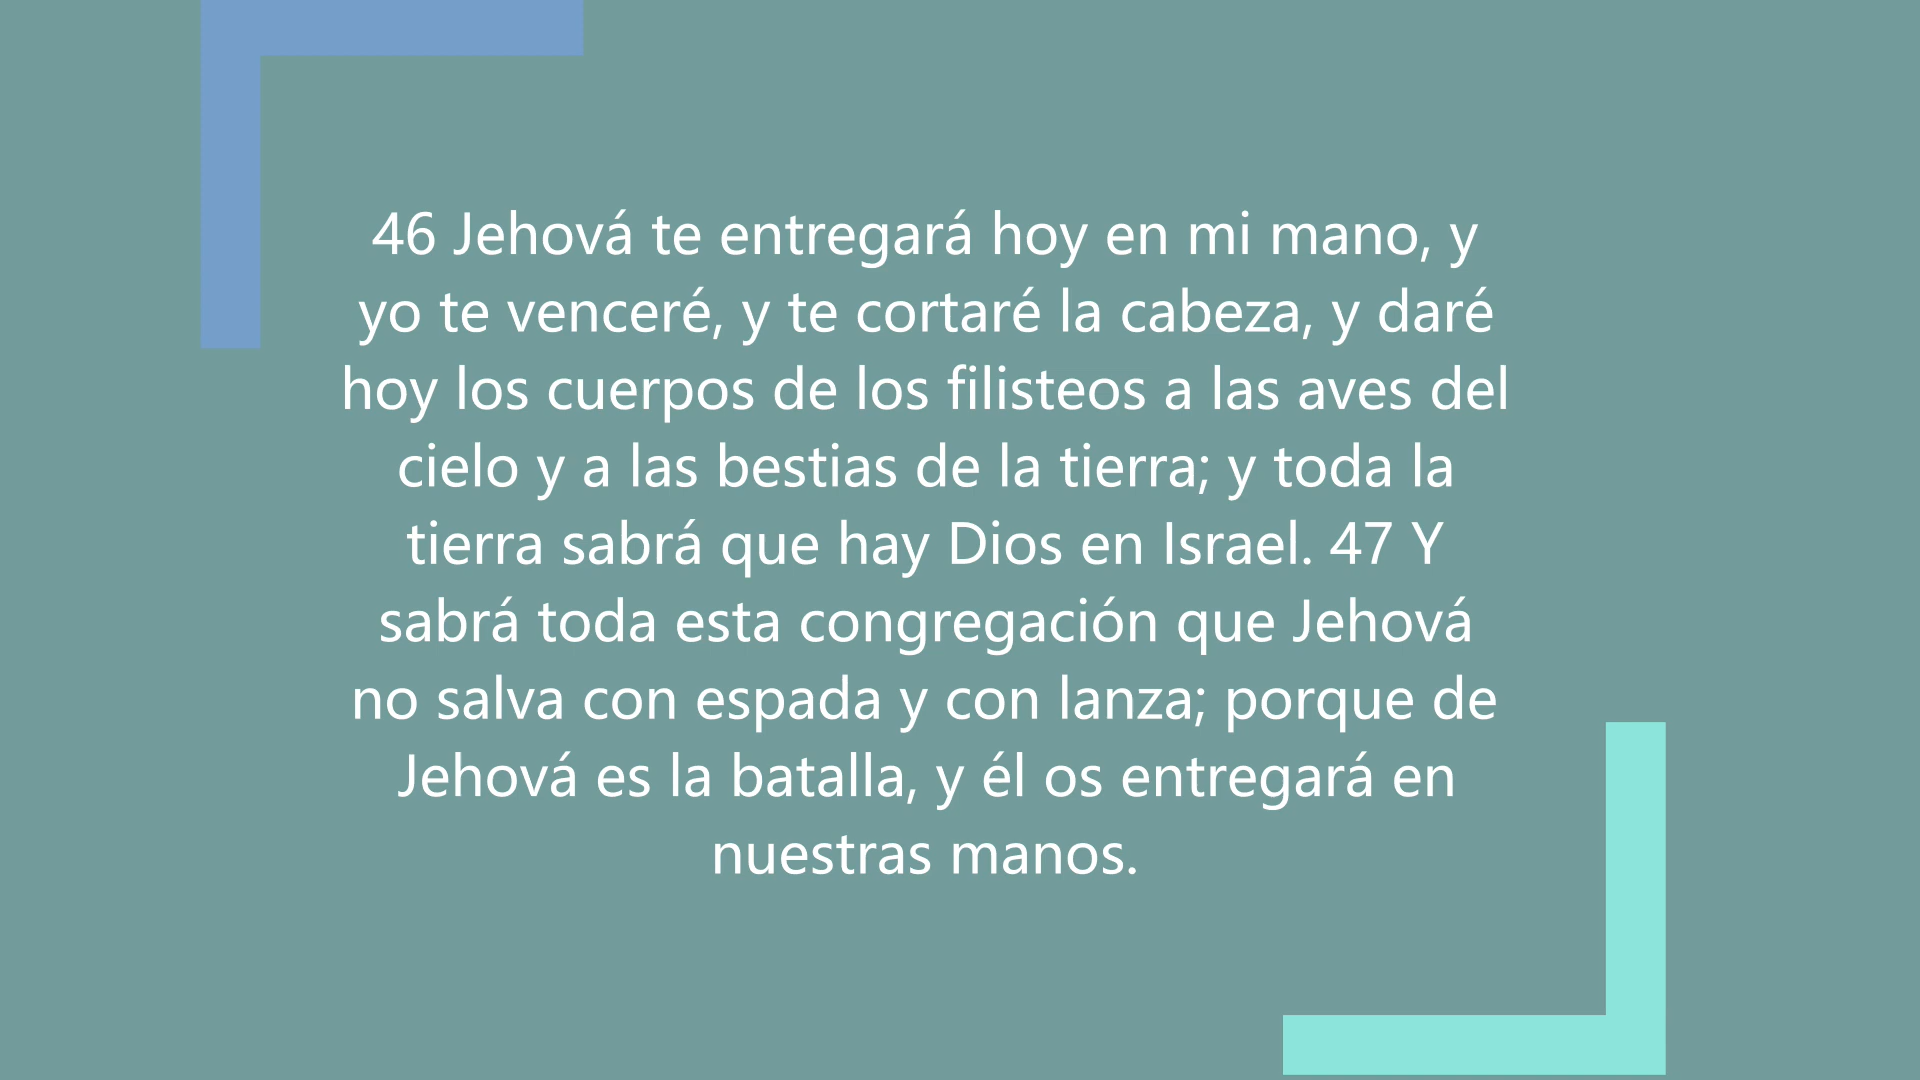 46 Jehová te entregará hoy en mi mano, y
yo te venceré, y te cortaré la cabeza, y daré
hoy los cuerpos de los filisteos a las aves del
cielo y a las bestias de la tierra; y toda la
tierra sabrá que hay Dios en Israel. 47 Y
sabrá toda esta congregación que Jehová
no salva con espada y con lanza; porque de
Jehová es la batalla, y él os entregará en
nuestras manos.